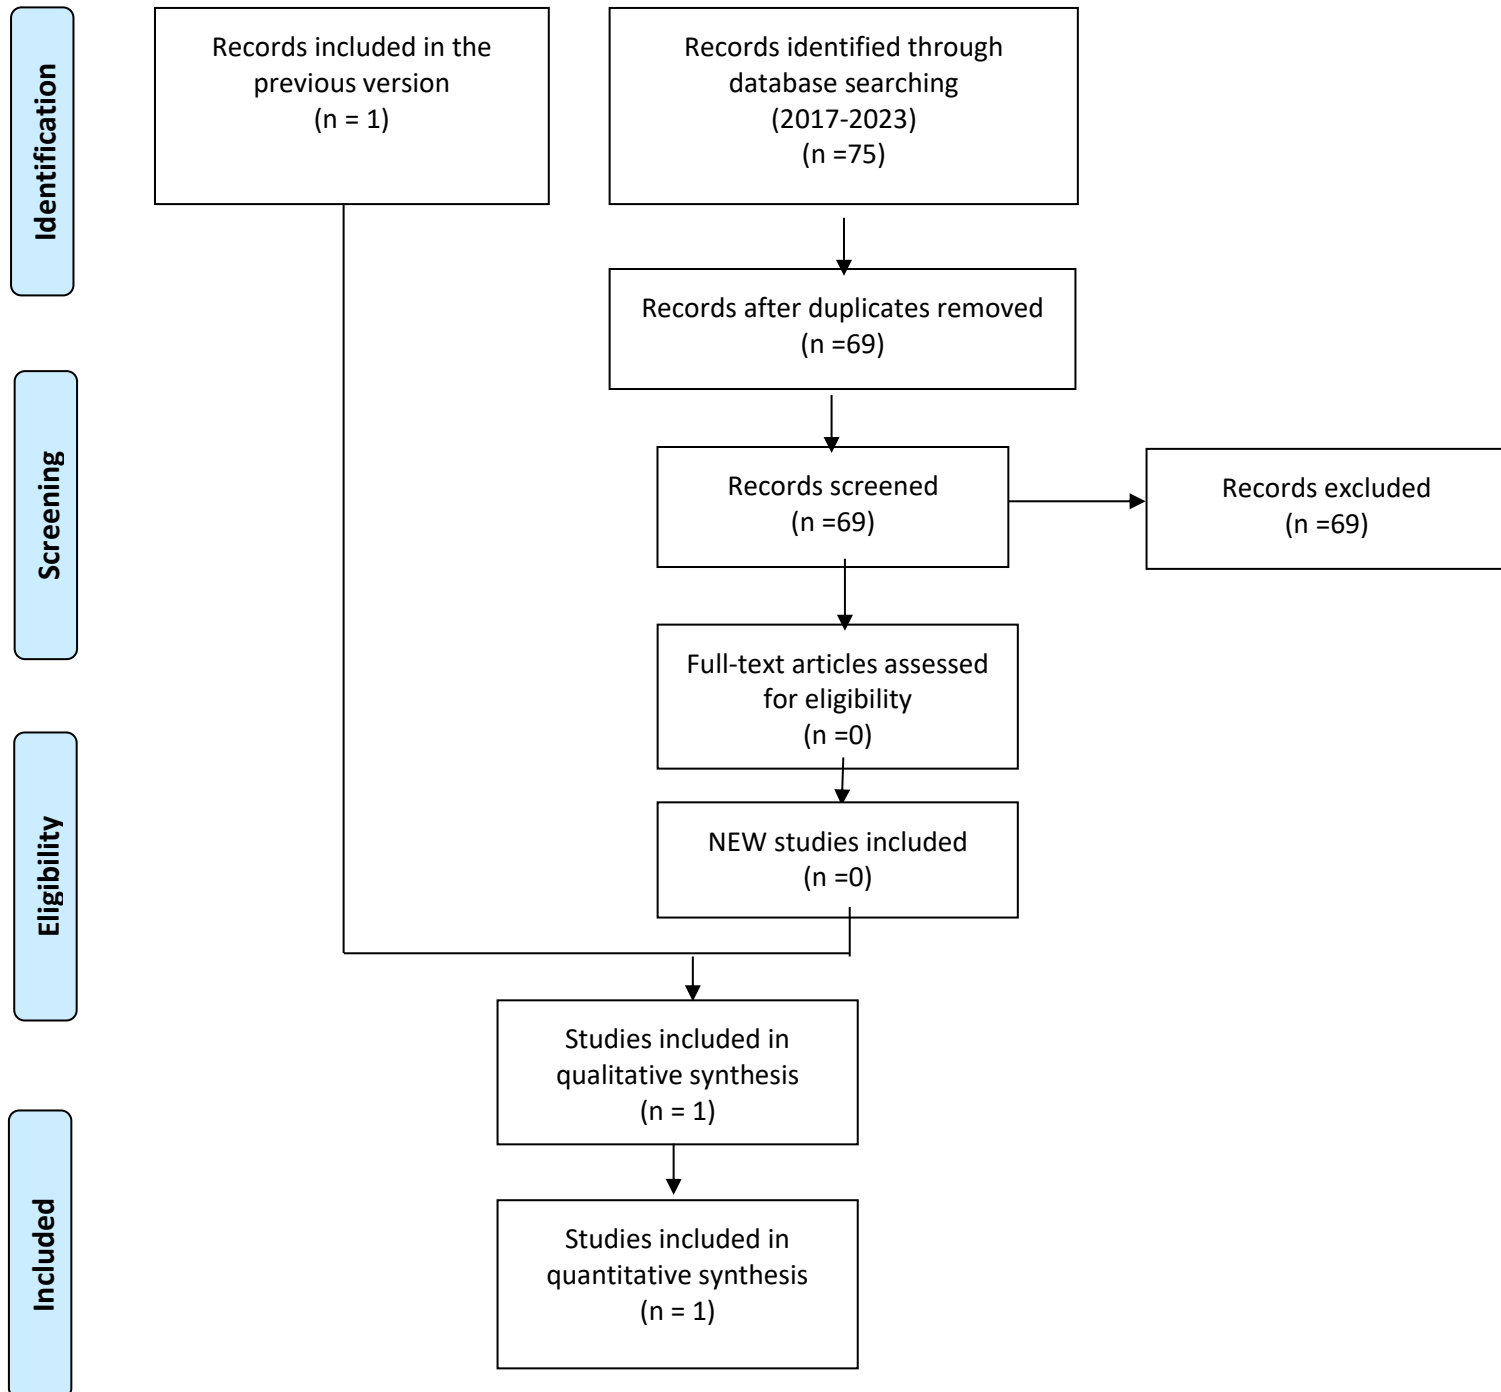 Identification
Records included in the
previous version
(n = 1)
Records identified through
database searching
(2017-2023)
(n =75)
Records after duplicates removed
(n =69)
Screening
Records screened
(n =69)
Records excluded
(n =69)
Full-text articles assessed
for eligibility
(n =0)
Eligibility
NEW studies included
(n =0)
Studies included in
qualitative synthesis
(n = 1)
Included
Studies included in
quantitative synthesis
(n = 1)